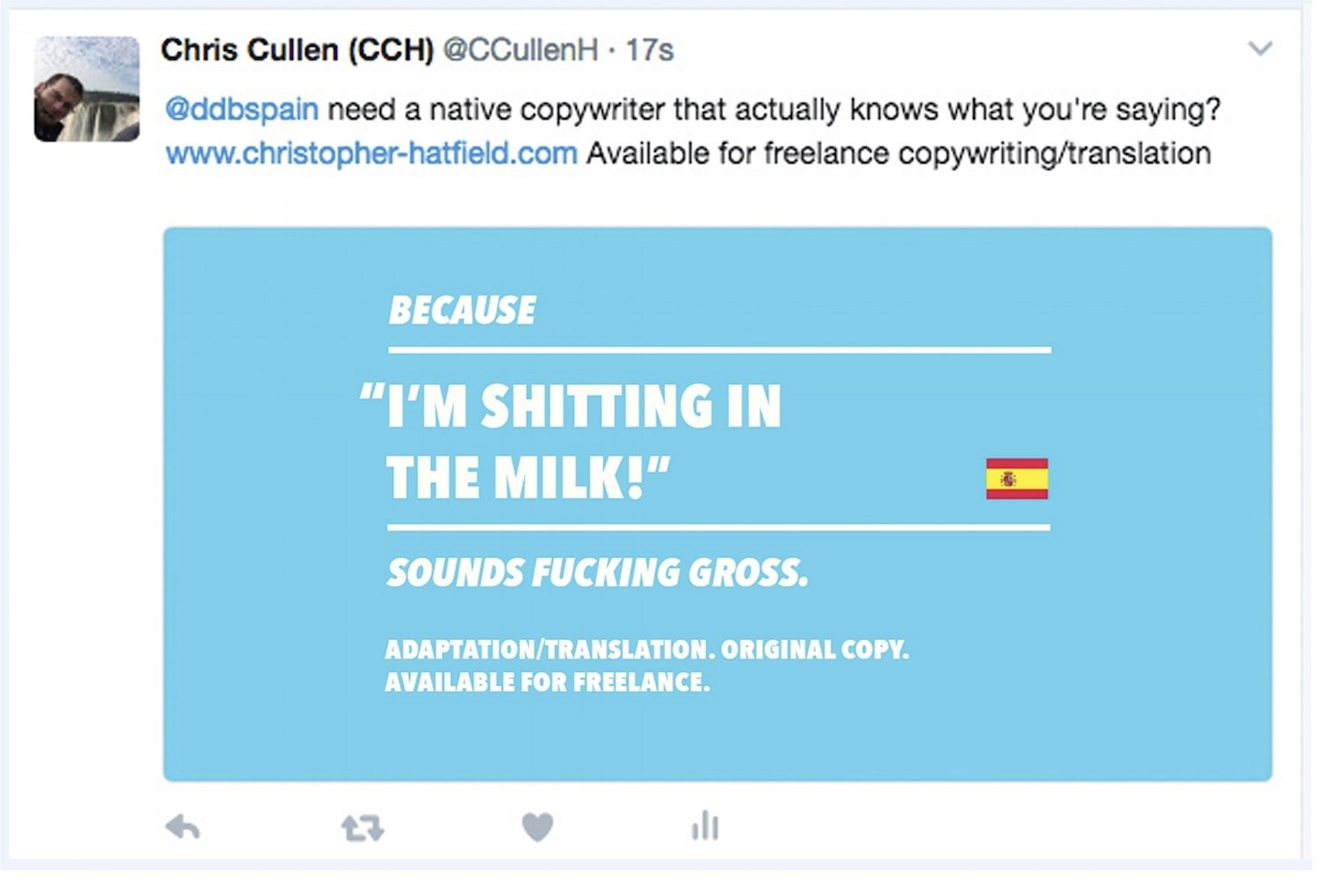 Chris Cullen (CCH) @CCullenH · 17s
@ddbspain need a native copywriter that actually knows what you're saying?
www.christopher-hatfield.com Available for freelance copywriting/translation
BECAUSE
“I'M SHITTING IN
THE MILK!”
SOUNDS FUCKING GROSS.
ADAPTATION/TRANSLATION. ORIGINAL COPY.
AVAILABLE FOR FREELANCE.